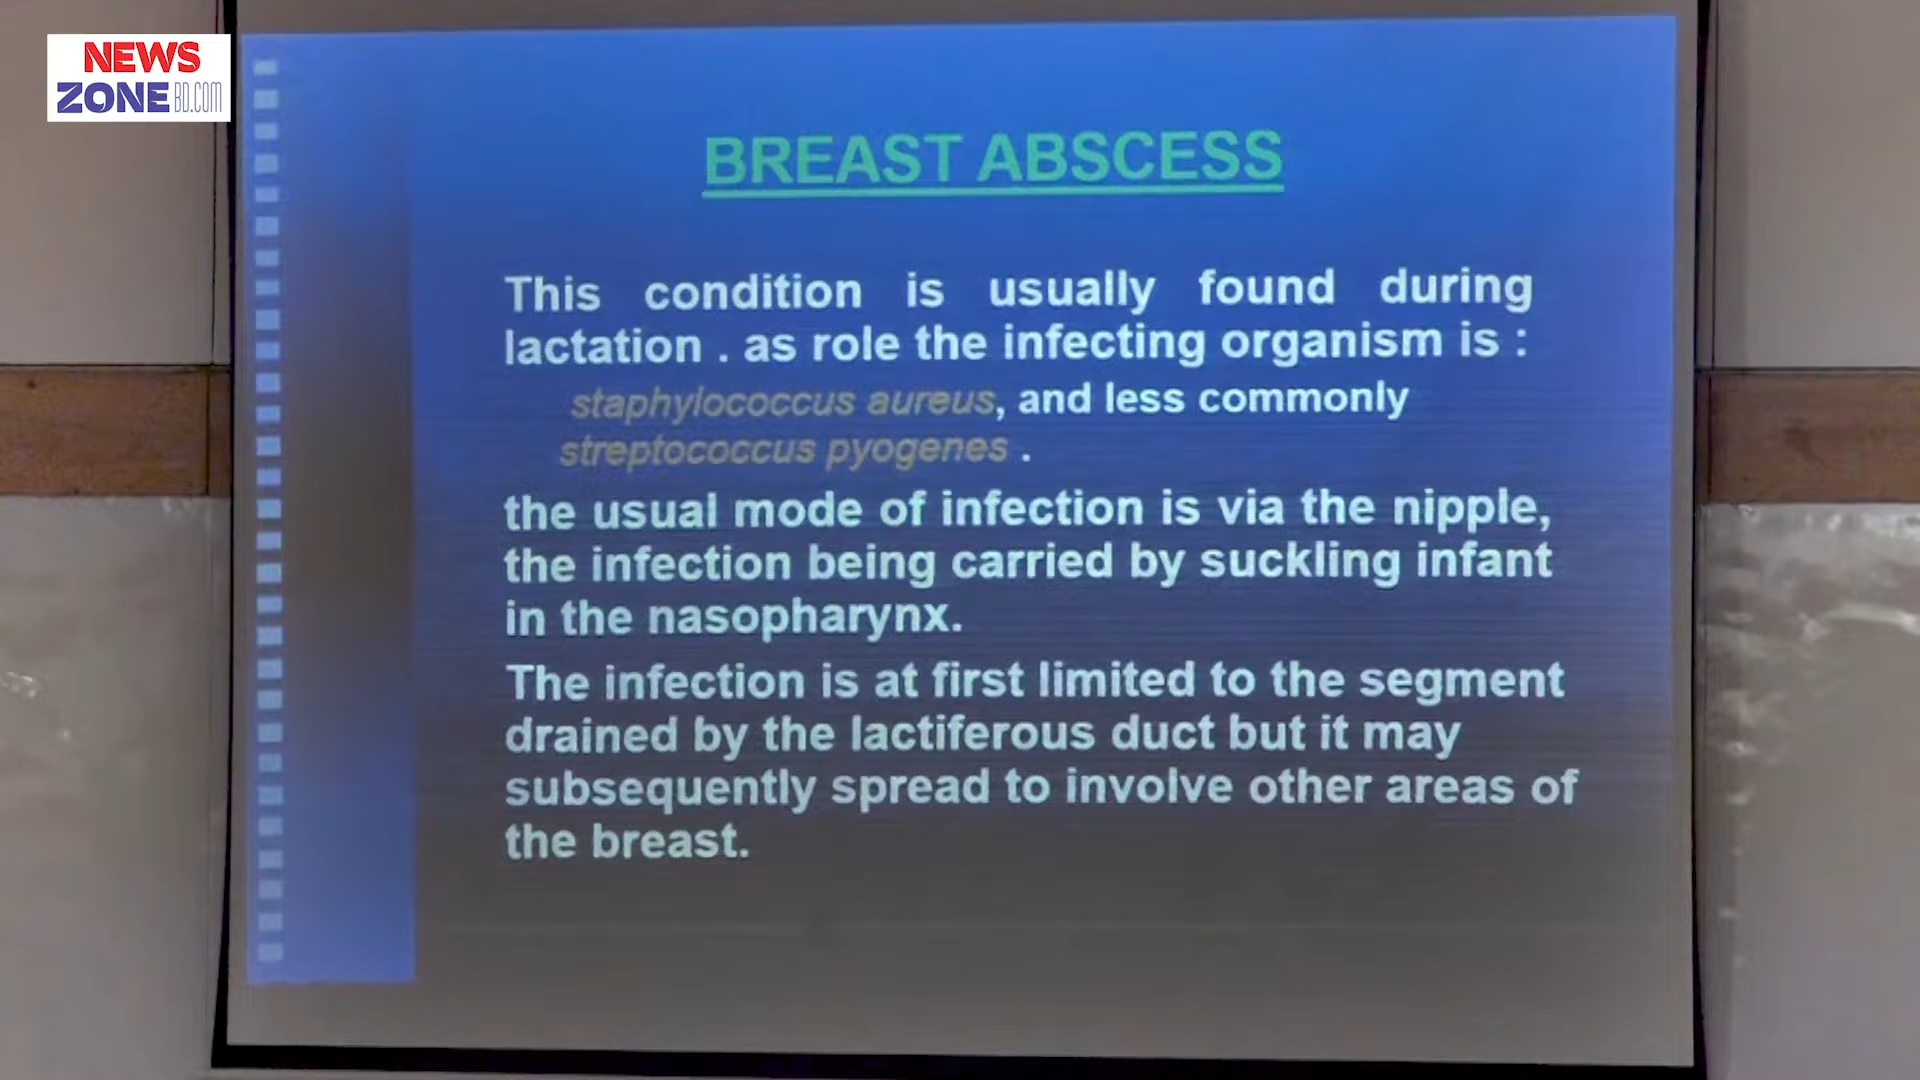 NEWS
ZONE BD.COM
BREAST ABSCESS
This condition is usually found during
lactation . as role the infecting organism is :
staphylococcus aureus, and less commonly
streptococcus pyogenes .
the usual mode of infection is via the nipple,
the infection being carried by suckling infant
in the nasopharynx.
The infection is at first limited to the segment
drained by the lactiferous duct but it may
subsequently spread to involve other areas of
the breast.